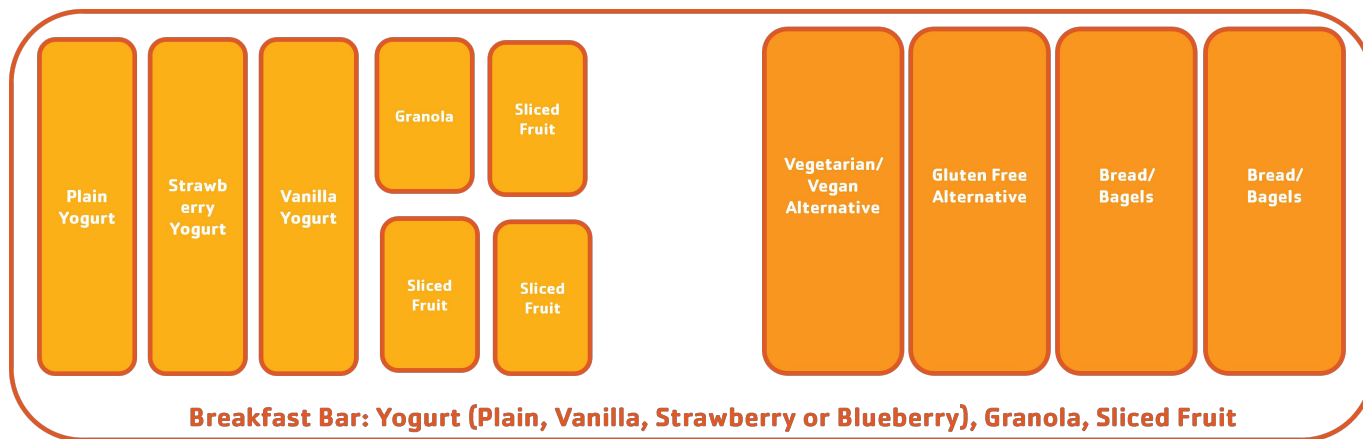 Plain
Yogurt
Strawb
erry
Yogurt
Vanilla
Yogurt
Granola
Sliced
Fruit
Sliced
Fruit
Sliced
Fruit
Vegetarian/
Vegan
Alternative
Gluten Free
Alternative
Bread/
Bagels
Bread/
Bagels
Breakfast Bar: Yogurt (Plain, Vanilla, Strawberry or Blueberry), Granola, Sliced Fruit